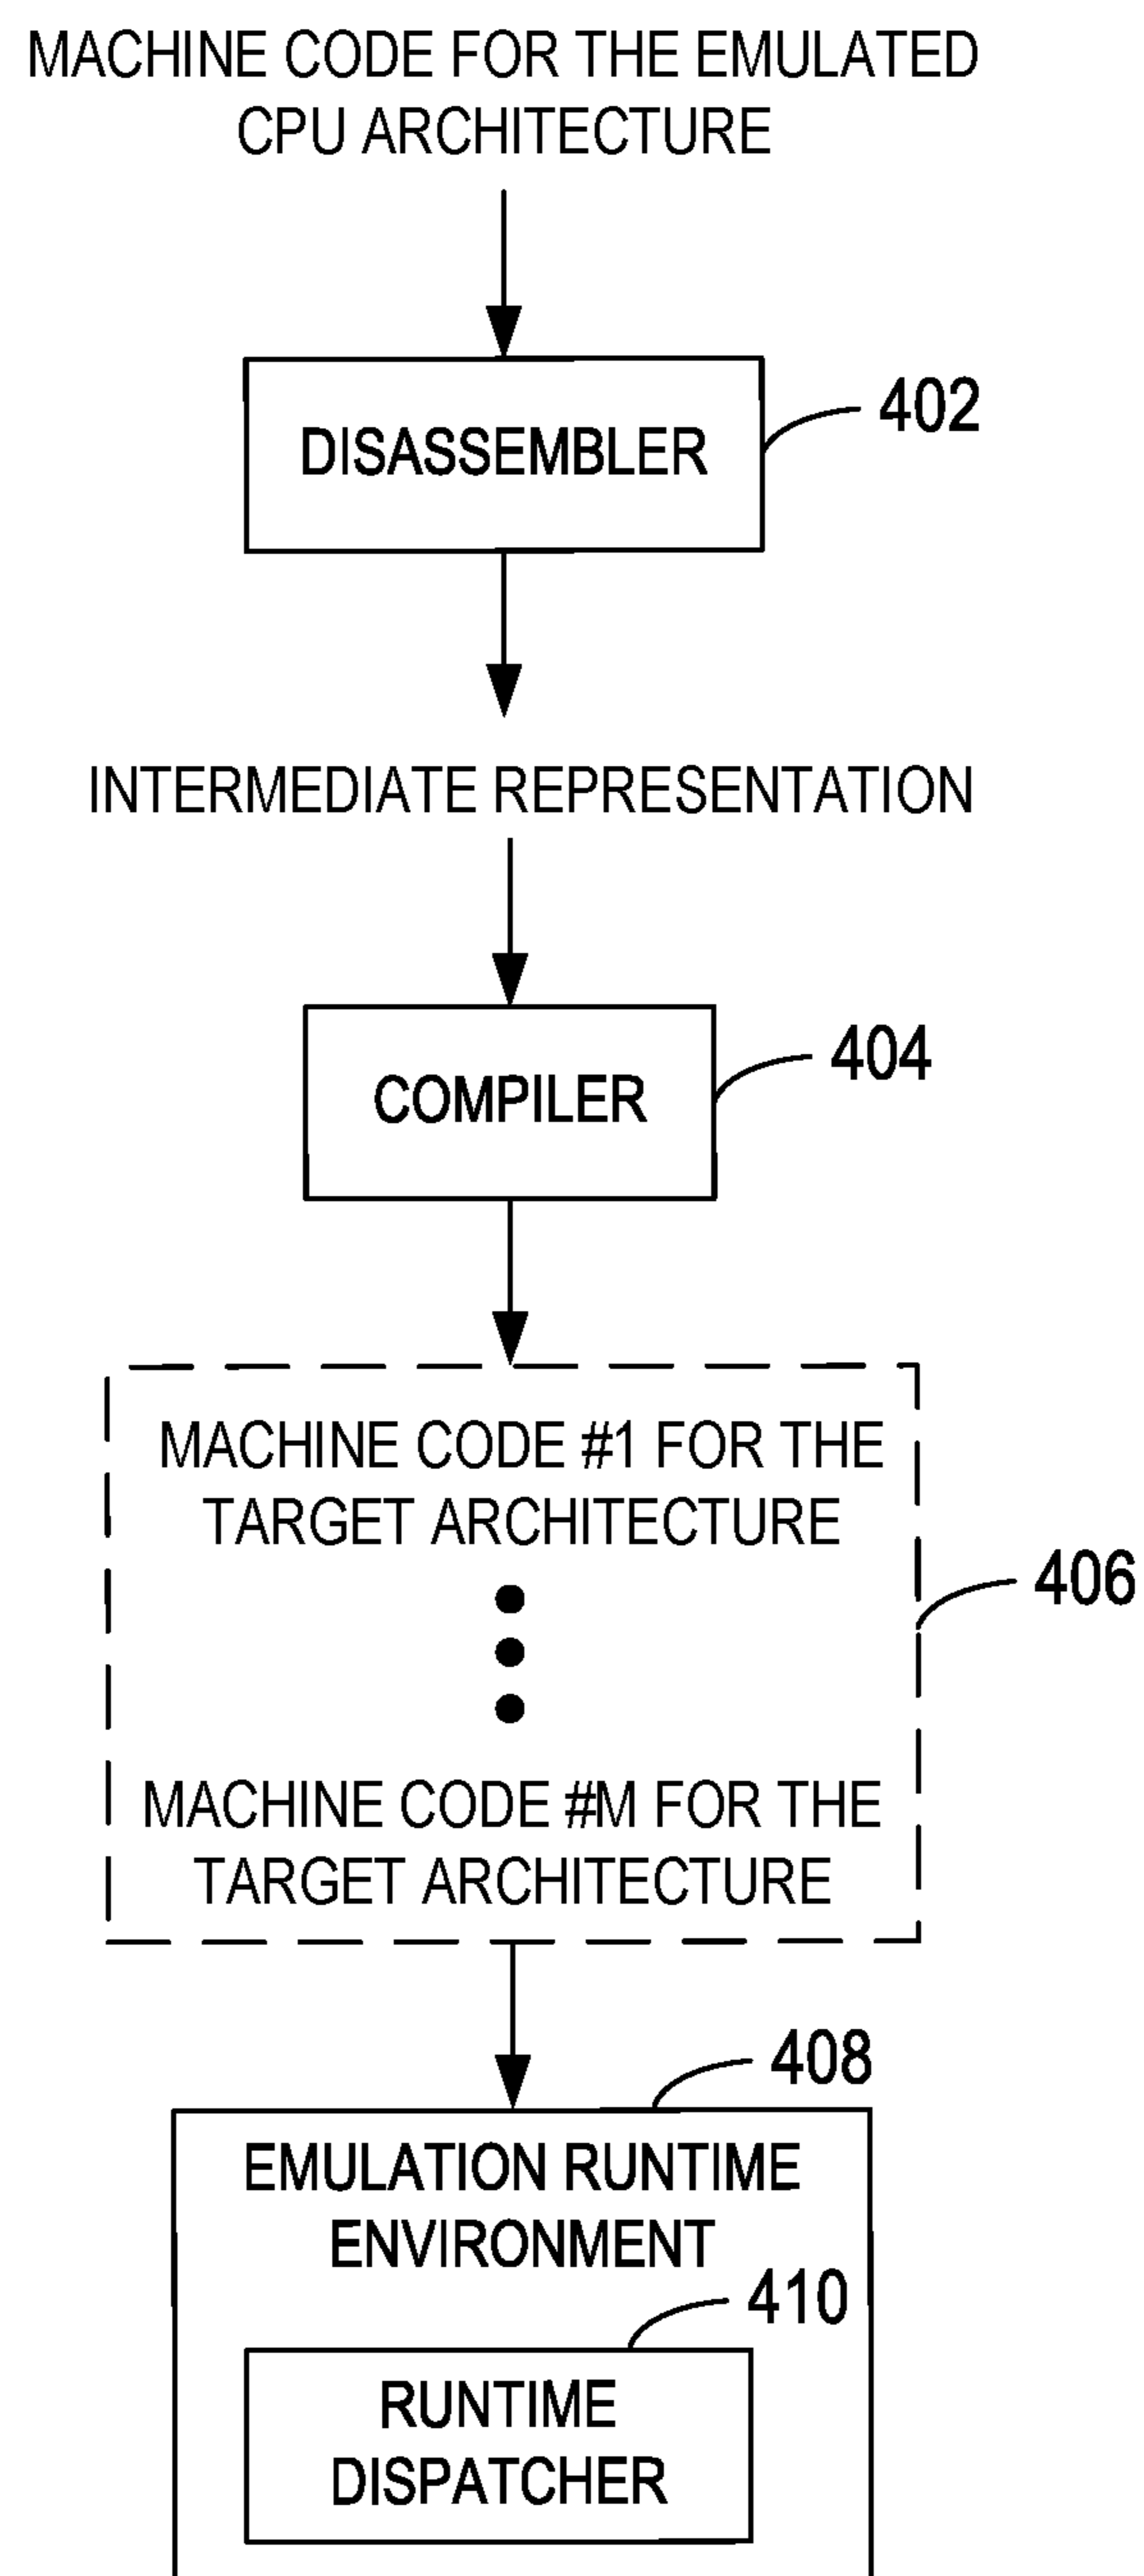 MACHINE CODE FOR THE EMULATED
CPU ARCHITECTURE
402
DISASSEMBLER
INTERMEDIATE REPRESENTATION
404
COMPILER
MACHINE CODE #1 FOR THE
TARGET ARCHITECTURE
406
MACHINE CODE #M FOR THE
TARGET ARCHITECTURE
408
EMULATION RUNTIME
ENVIRONMENT
410
RUNTIME
DISPATCHER